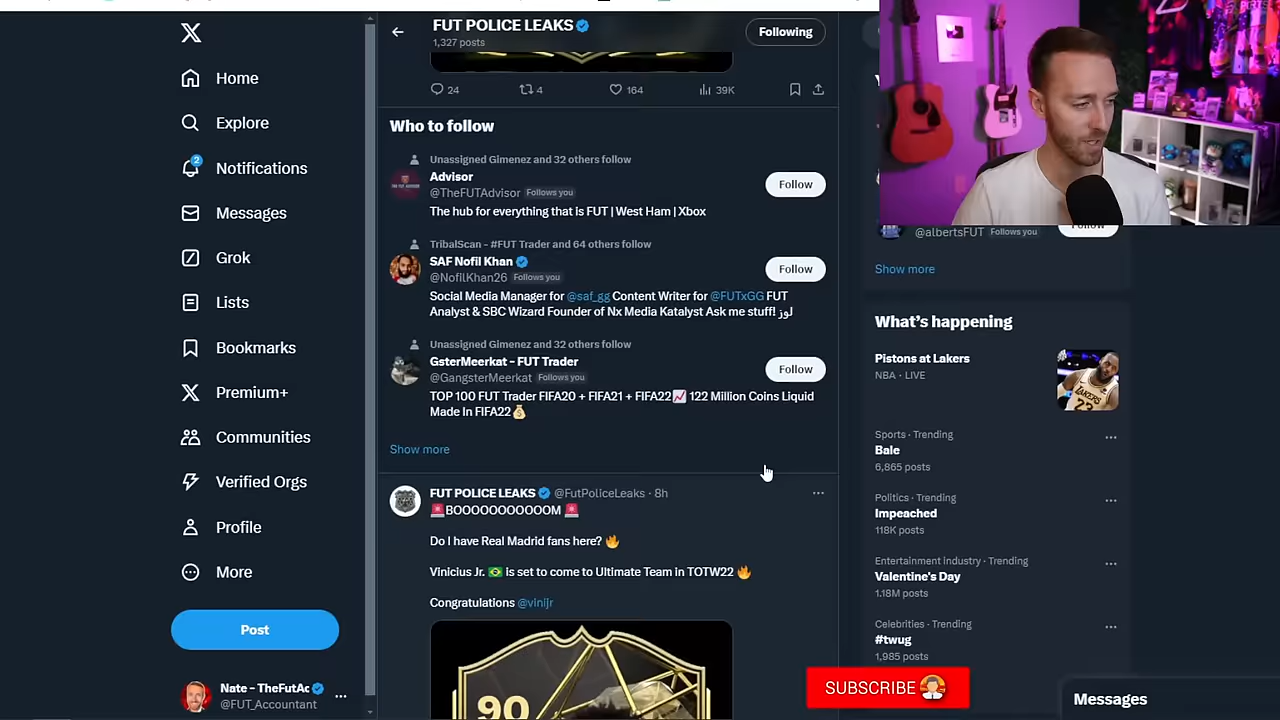 FUT POLICE LEAKS
1,327 posts
Following
Home
Explore
2
Notifications
Messages
Grok
Lists
Bookmarks
Premium+
Communities
Verified Orgs
Profile
More
Post
Nate – TheFutAc
@FUT_Accountant
24
4
164
39K
Who to follow
Unassigned Gimenez and 32 others follow
Advisor
@TheFUTAdvisor Follows you
Follow
The hub for everything that is FUT | West Ham | Xbox
TribalScan - #FUT Trader and 64 others follow
SAF Nofil Khan
@NofilKhan26 Follows you
Follow
Social Media Manager for @saf_gg Content Writer for @FUTxGG FUT
Analyst & SBC Wizard Founder of Nx Media Katalyst Ask me stuff! لوز
Unassigned Gimenez and 32 others follow
GsterMeerkat – FUT Trader
@GangsterMeerkat Follows you
Follow
TOP 100 FUT Trader FIFA20 + FIFA21 + FIFA22📈 122 Million Coins Liquid
Made In FIFA22💰
Show more
FUT POLICE LEAKS @FutPoliceLeaks · 8h
🚨BOOOOOOOOOOM 🚨
Do I have Real Madrid fans here? 🔥
Vinicius Jr. 🇧🇷 is set to come to Ultimate Team in TOTW22 🔥
Congratulations @vinijr
90
@albertsFUT Follows you
Follow
Show more
What's happening
Pistons at Lakers
NBA · LIVE
Sports · Trending
Bale
6,865 posts
Politics · Trending
Impeached
118K posts
Entertainment Industry · Trending
Valentine's Day
1.18M posts
Celebrities · Trending
#twug
1,985 posts
SUBSCRIBE
Messages